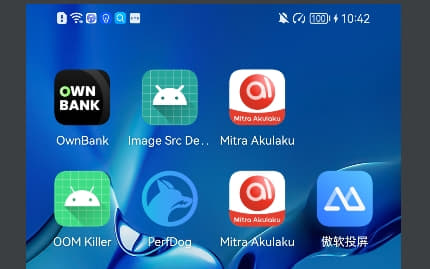 100 10:42
OWN
BANK
Mitra Akulaku
OwnBank Image Src De.. Mitra Akulaku
Mitra Akulaku
OOM Killer PerfDog Mitra Akulaku 傲软投屏